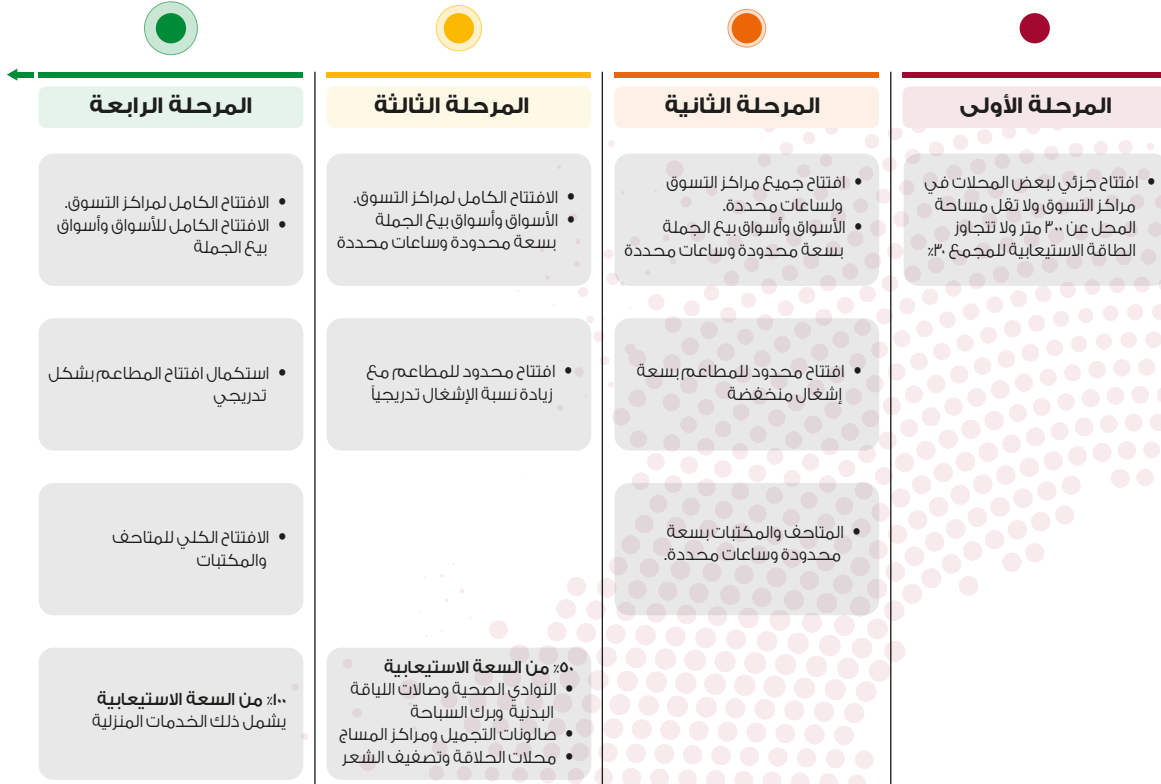 المرحلة الأولى
المرحلة الثانية
المرحلة الثالثة
المرحلة الرابعة
• افتتاح جزئي لبعض المحلات في
مراكز التسوق ولا تقل مساحة
المحل عن ٣٠٠ متر ولا تتجاوز
الطاقة الاستيعابية للمجمع ٣٠٪
• افتتاح جميع مراكز التسوق
ولساعات محددة.
• الأسواق وأسواق بيع الجملة
بسعة محدودة وساعات محددة
• الافتتاح الكامل لمراكز التسوق.
• الأسواق وأسواق بيع الجملة
بسعة محدودة وساعات محددة
• الافتتاح الكامل لمراكز التسوق.
• الافتتاح الكامل للأسواق وأسواق
بيع الجملة
• افتتاح محدود للمطاعم بسعة
إشغال منخفضة
• افتتاح محدود للمطاعم مع
زيادة نسبة الإشغال تدريجياً
• استكمال افتتاح المطاعم بشكل
تدريجي
• المتاحف والمكتبات بسعة
محدودة وساعات محددة.
• الافتتاح الكلي للمتاحف
والمكتبات
٥٠٪ من السعة الاستيعابية
• النوادي الصحية وصالات اللياقة
البدنية وبرك السباحة
• صالونات التجميل ومراكز المساج
• محلات الحلاقة وتصفيف الشعر
١٠٠٪ من السعة الاستيعابية
يشمل ذلك الخدمات المنزلية